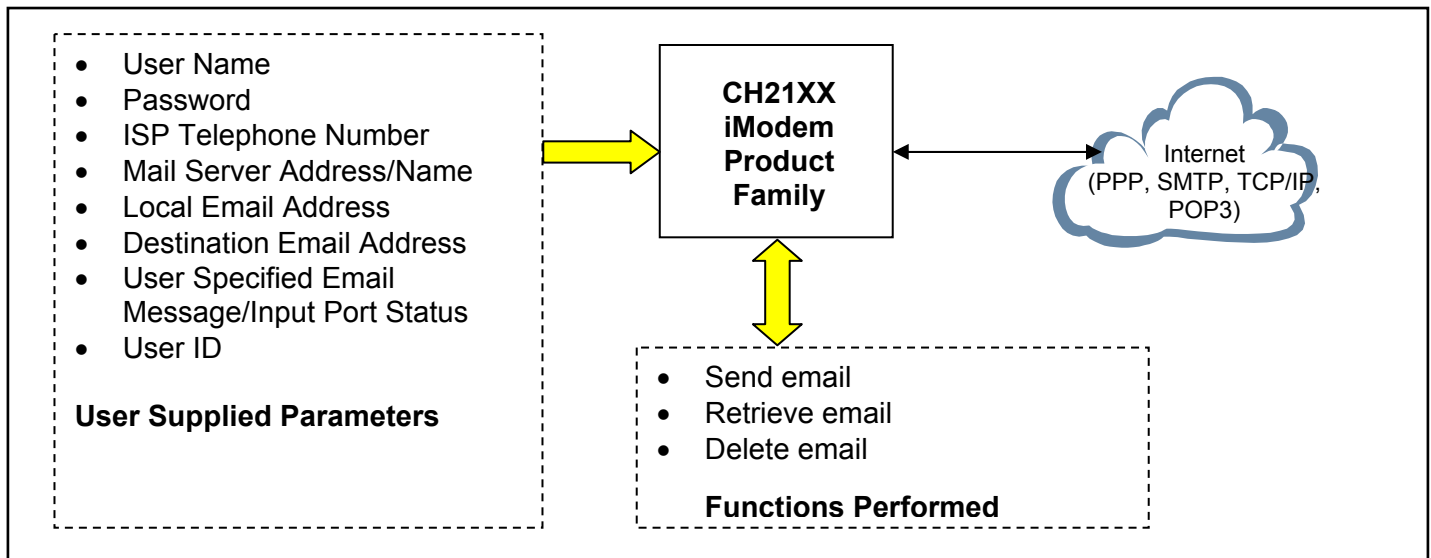 • User Name
• Password
• ISP Telephone Number
• Mail Server Address/Name
• Local Email Address
• Destination Email Address
• User Specified Email
Message/Input Port Status
• User ID
User Supplied Parameters
CH21XX
iModem
Product
Family
Internet
(PPP, SMTP, TCP/IP,
POP3)
• Send email
• Retrieve email
• Delete email
Functions Performed